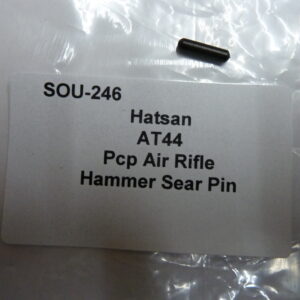 SOU-246
Hatsan
AT44
Pcp Air Rifle
Hammer Sear Pin